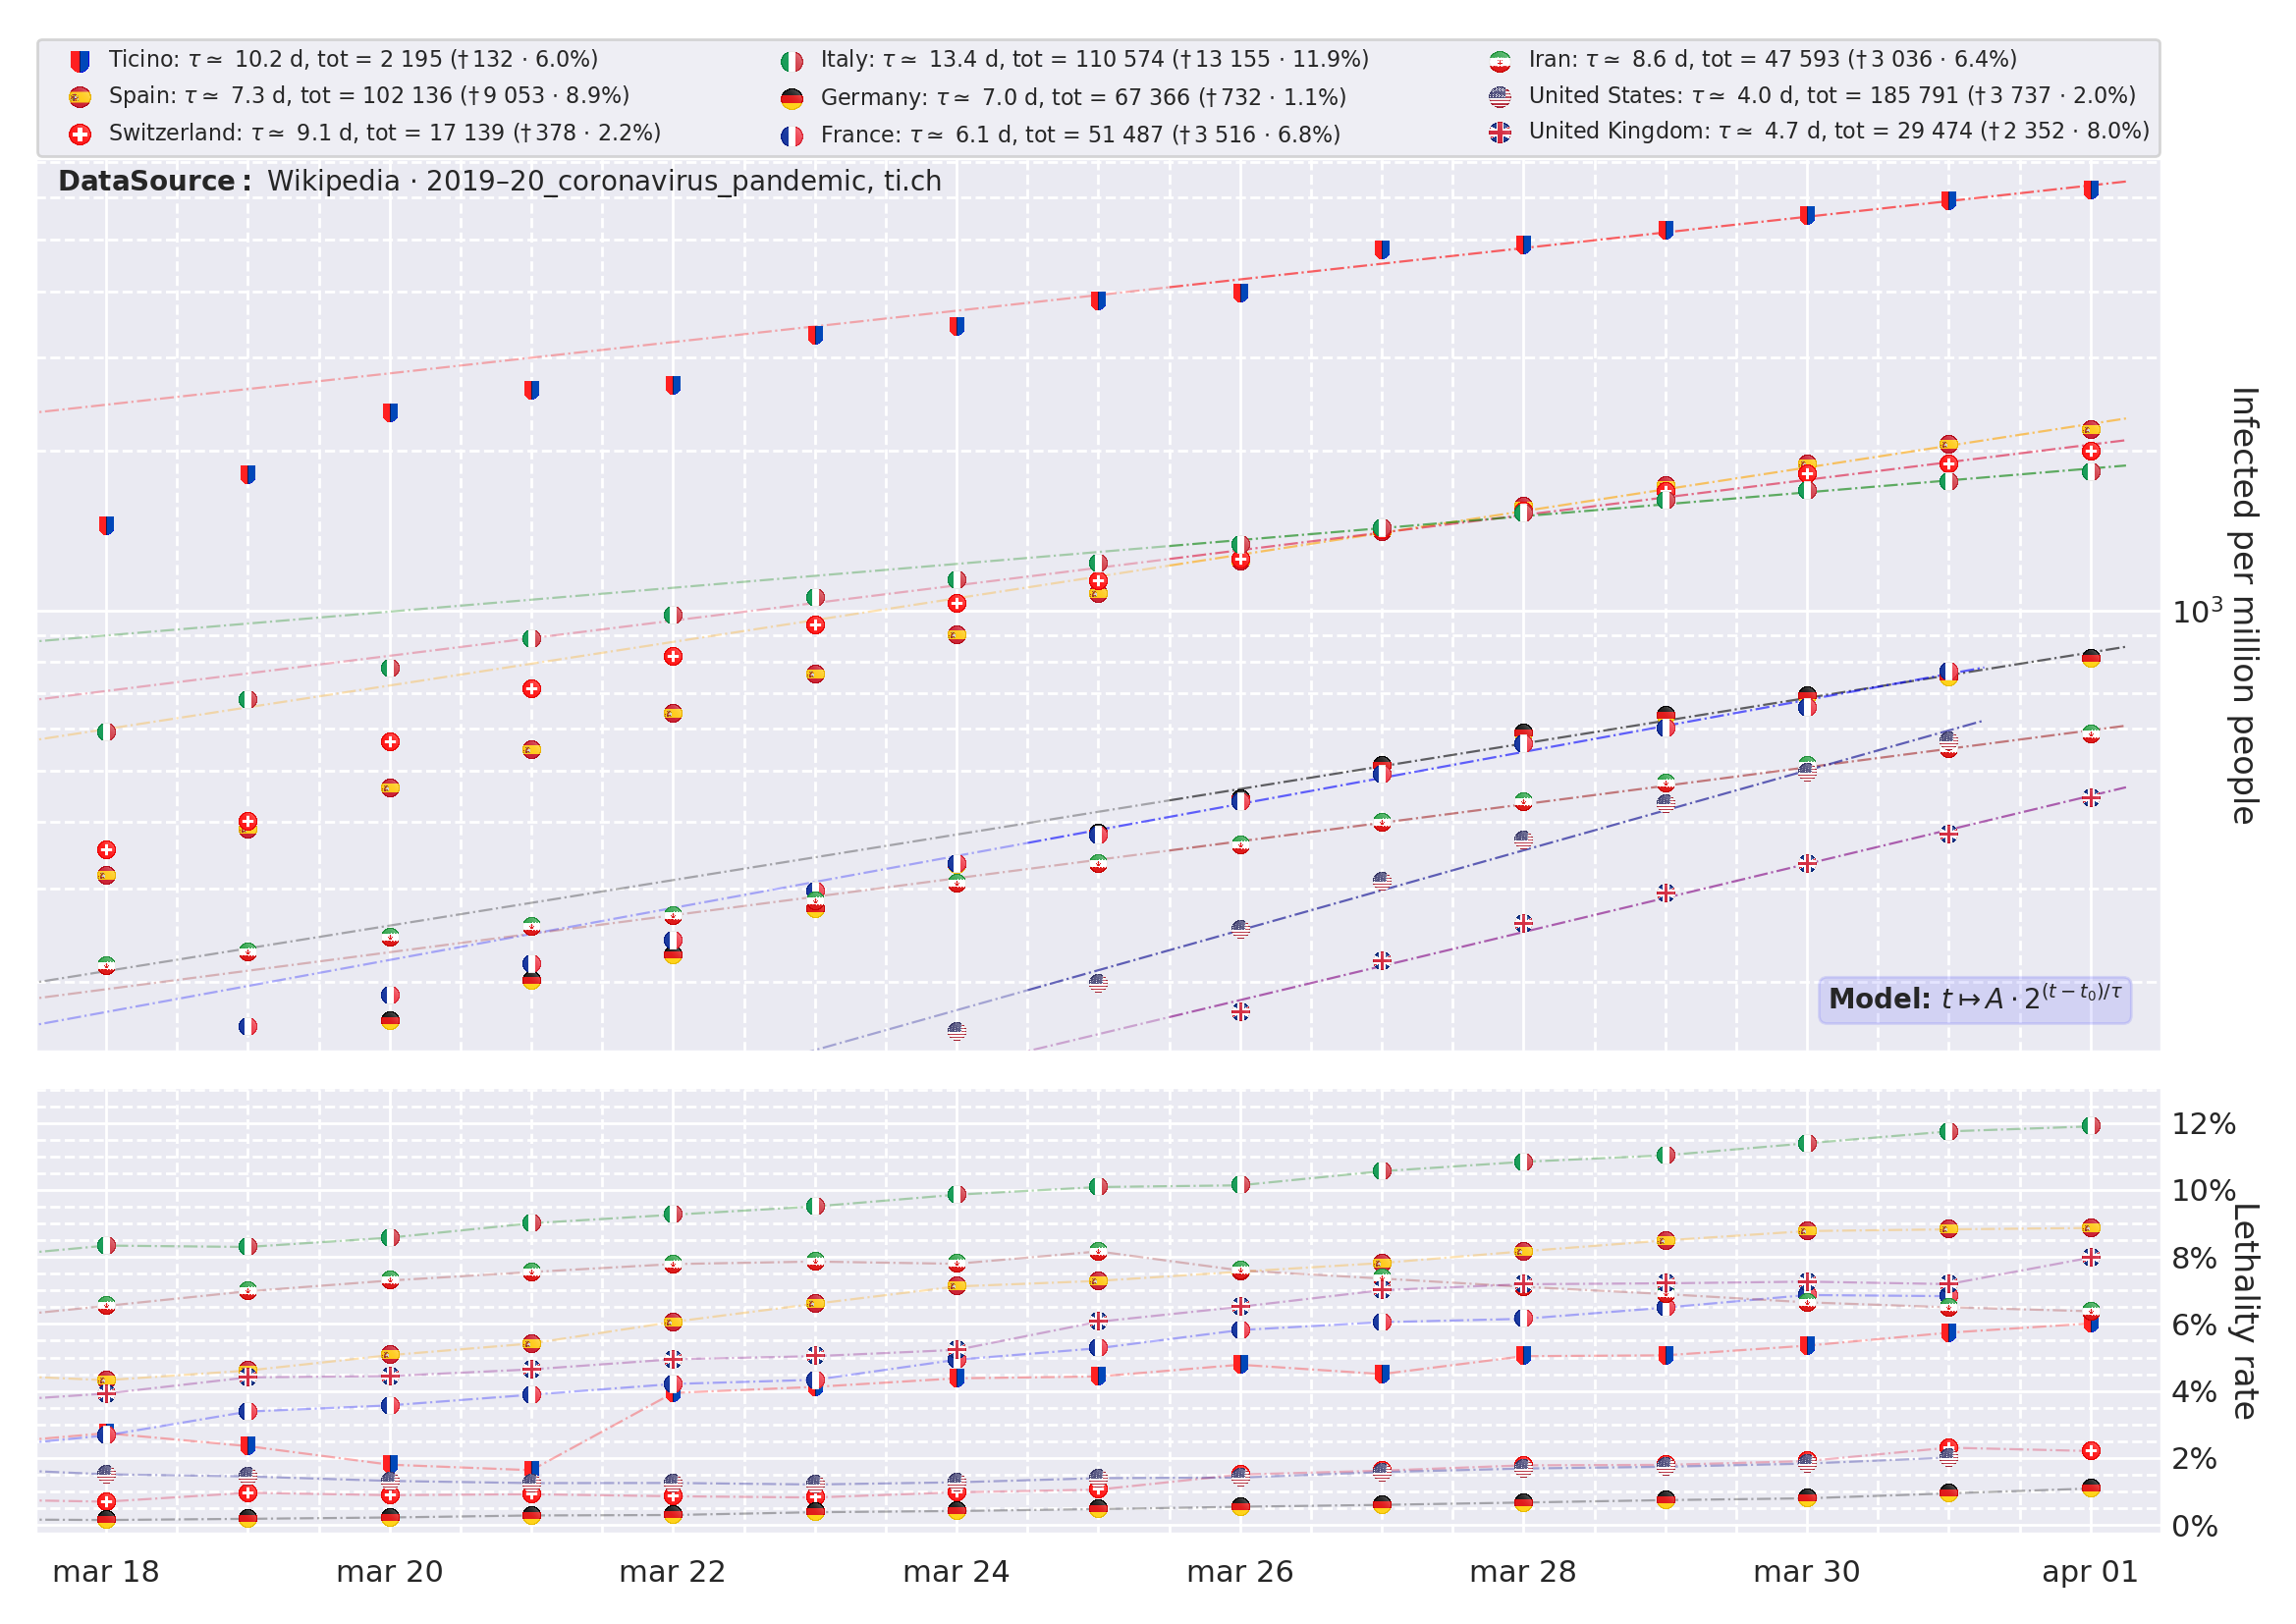 Ticino: τ ≃ 10.2 d, tot = 2 195 (†132 · 6.0%)
Spain: τ ≃ 7.3 d, tot = 102 136 (†9 053 · 8.9%)
Switzerland: τ ≃ 9.1 d, tot = 17 139 (†378 · 2.2%)
Italy: τ ≃ 13.4 d, tot = 110 574 (†13 155 · 11.9%)
Germany: τ ≃ 7.0 d, tot = 67 366 (†732 · 1.1%)
France: τ ≃ 6.1 d, tot = 51 487 (†3 516 · 6.8%)
Iran: τ ≃ 8.6 d, tot = 47 593 (†3 036 · 6.4%)
United States: τ ≃ 4.0 d, tot = 185 791 (†3 737 · 2.0%)
United Kingdom: τ ≃ 4.7 d, tot = 29 474 (†2 352 · 8.0%)
DataSource: Wikipedia · 2019–20_coronavirus_pandemic, ti.ch
Infected per million people
10³
Model: t ↦ A · 2^(t − t₀)/τ
12%
10%
8%
6%
4%
2%
0%
Lethality rate
mar 18
mar 20
mar 22
mar 24
mar 26
mar 28
mar 30
apr 01